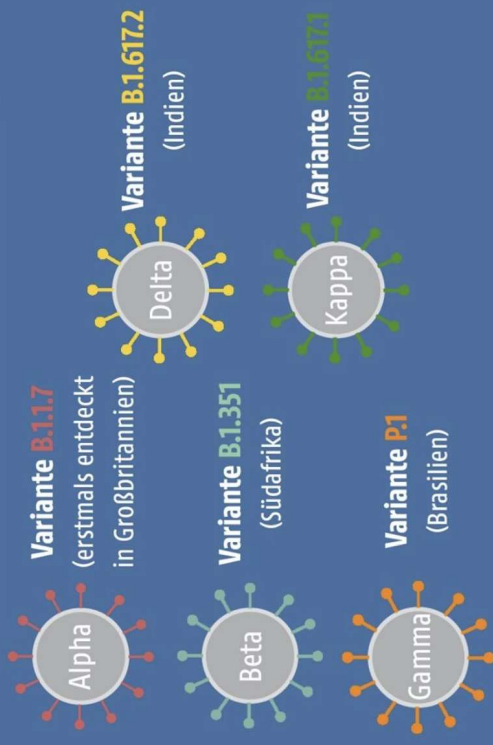 Alpha
Variante B.1.1.7
(erstmals entdeckt
in Großbritannien)
Beta
Variante B.1.351
(Südafrika)
Gamma
Variante P.1
(Brasilien)
Delta
Variante B.1.617.2
(Indien)
Kappa
Variante B.1.617.1
(Indien)